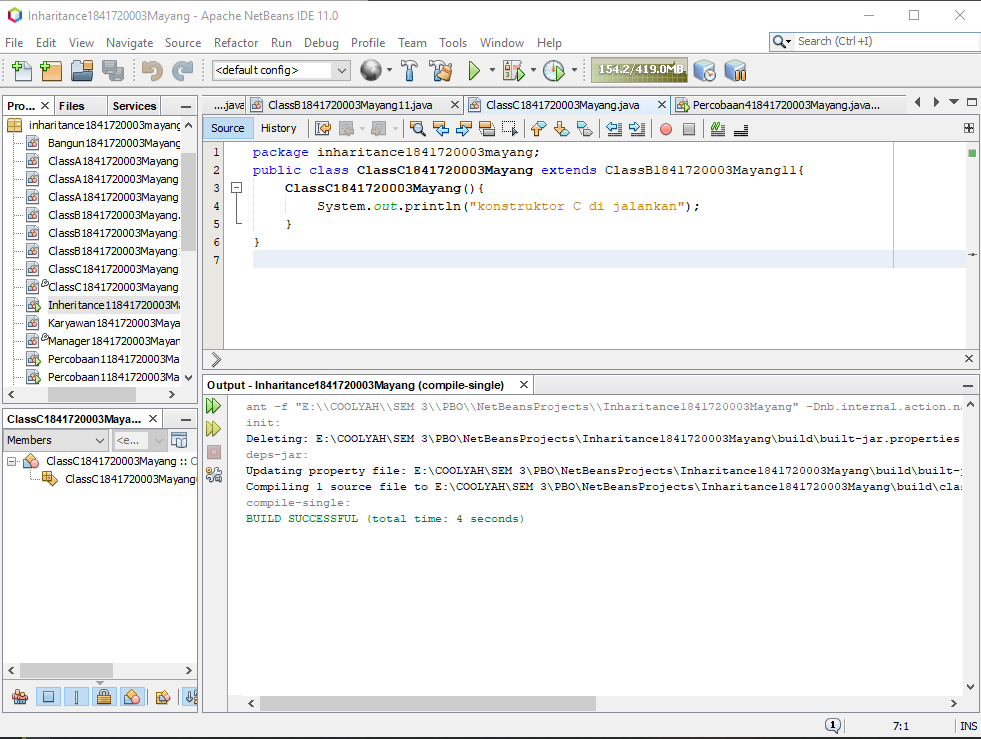 Inharitance1841720003Mayang - Apache NetBeans IDE 11.0
File Edit View Navigate Source Refactor Run Debug Profile Team Tools Window Help
Search (Ctrl+I)
<default config>
154.2/419.0MB
Pro... Files Services
...java ClassB1841720003Mayang11.java ClassC1841720003Mayang.java Percobaan41841720003Mayang.java...
inharitance1841720003mayang
Bangun1841720003Mayang
ClassA1841720003Mayang
ClassA1841720003Mayang
ClassA1841720003Mayang
ClassB1841720003Mayang.
ClassB1841720003Mayang
ClassB1841720003Mayang
ClassC1841720003Mayang
ClassC1841720003Mayang
Inheritance11841720003Ma
Karyawan1841720003Maya
Manager1841720003Mayan
Percobaan11841720003Ma
Percobaan11841720003Ma
Source History
1 package inharitance1841720003mayang;
2 public class ClassC1841720003Mayang extends ClassB1841720003Mayang11{
3 ClassC1841720003Mayang(){
4 System.out.println("konstruktor C di jalankan");
5 }
6 }
7
Output - Inharitance1841720003Mayang (compile-single)
ant -f "E:\\COOLYAH\\SEM 3\\PBO\\NetBeansProjects\\Inharitance1841720003Mayang" -Dnb.internal.action.na
init:
Deleting: E:\COOLYAH\SEM 3\PBO\NetBeansProjects\Inharitance1841720003Mayang\build\built-jar.properties
deps-jar:
Updating property file: E:\COOLYAH\SEM 3\PBO\NetBeansProjects\Inharitance1841720003Mayang\build\built-j
Compiling 1 source file to E:\COOLYAH\SEM 3\PBO\NetBeansProjects\Inharitance1841720003Mayang\build\clas
compile-single:
BUILD SUCCESSFUL (total time: 4 seconds)
ClassC1841720003Maya...
Members <e...
ClassC1841720003Mayang :: C
ClassC1841720003Mayang(
1 7:1 INS